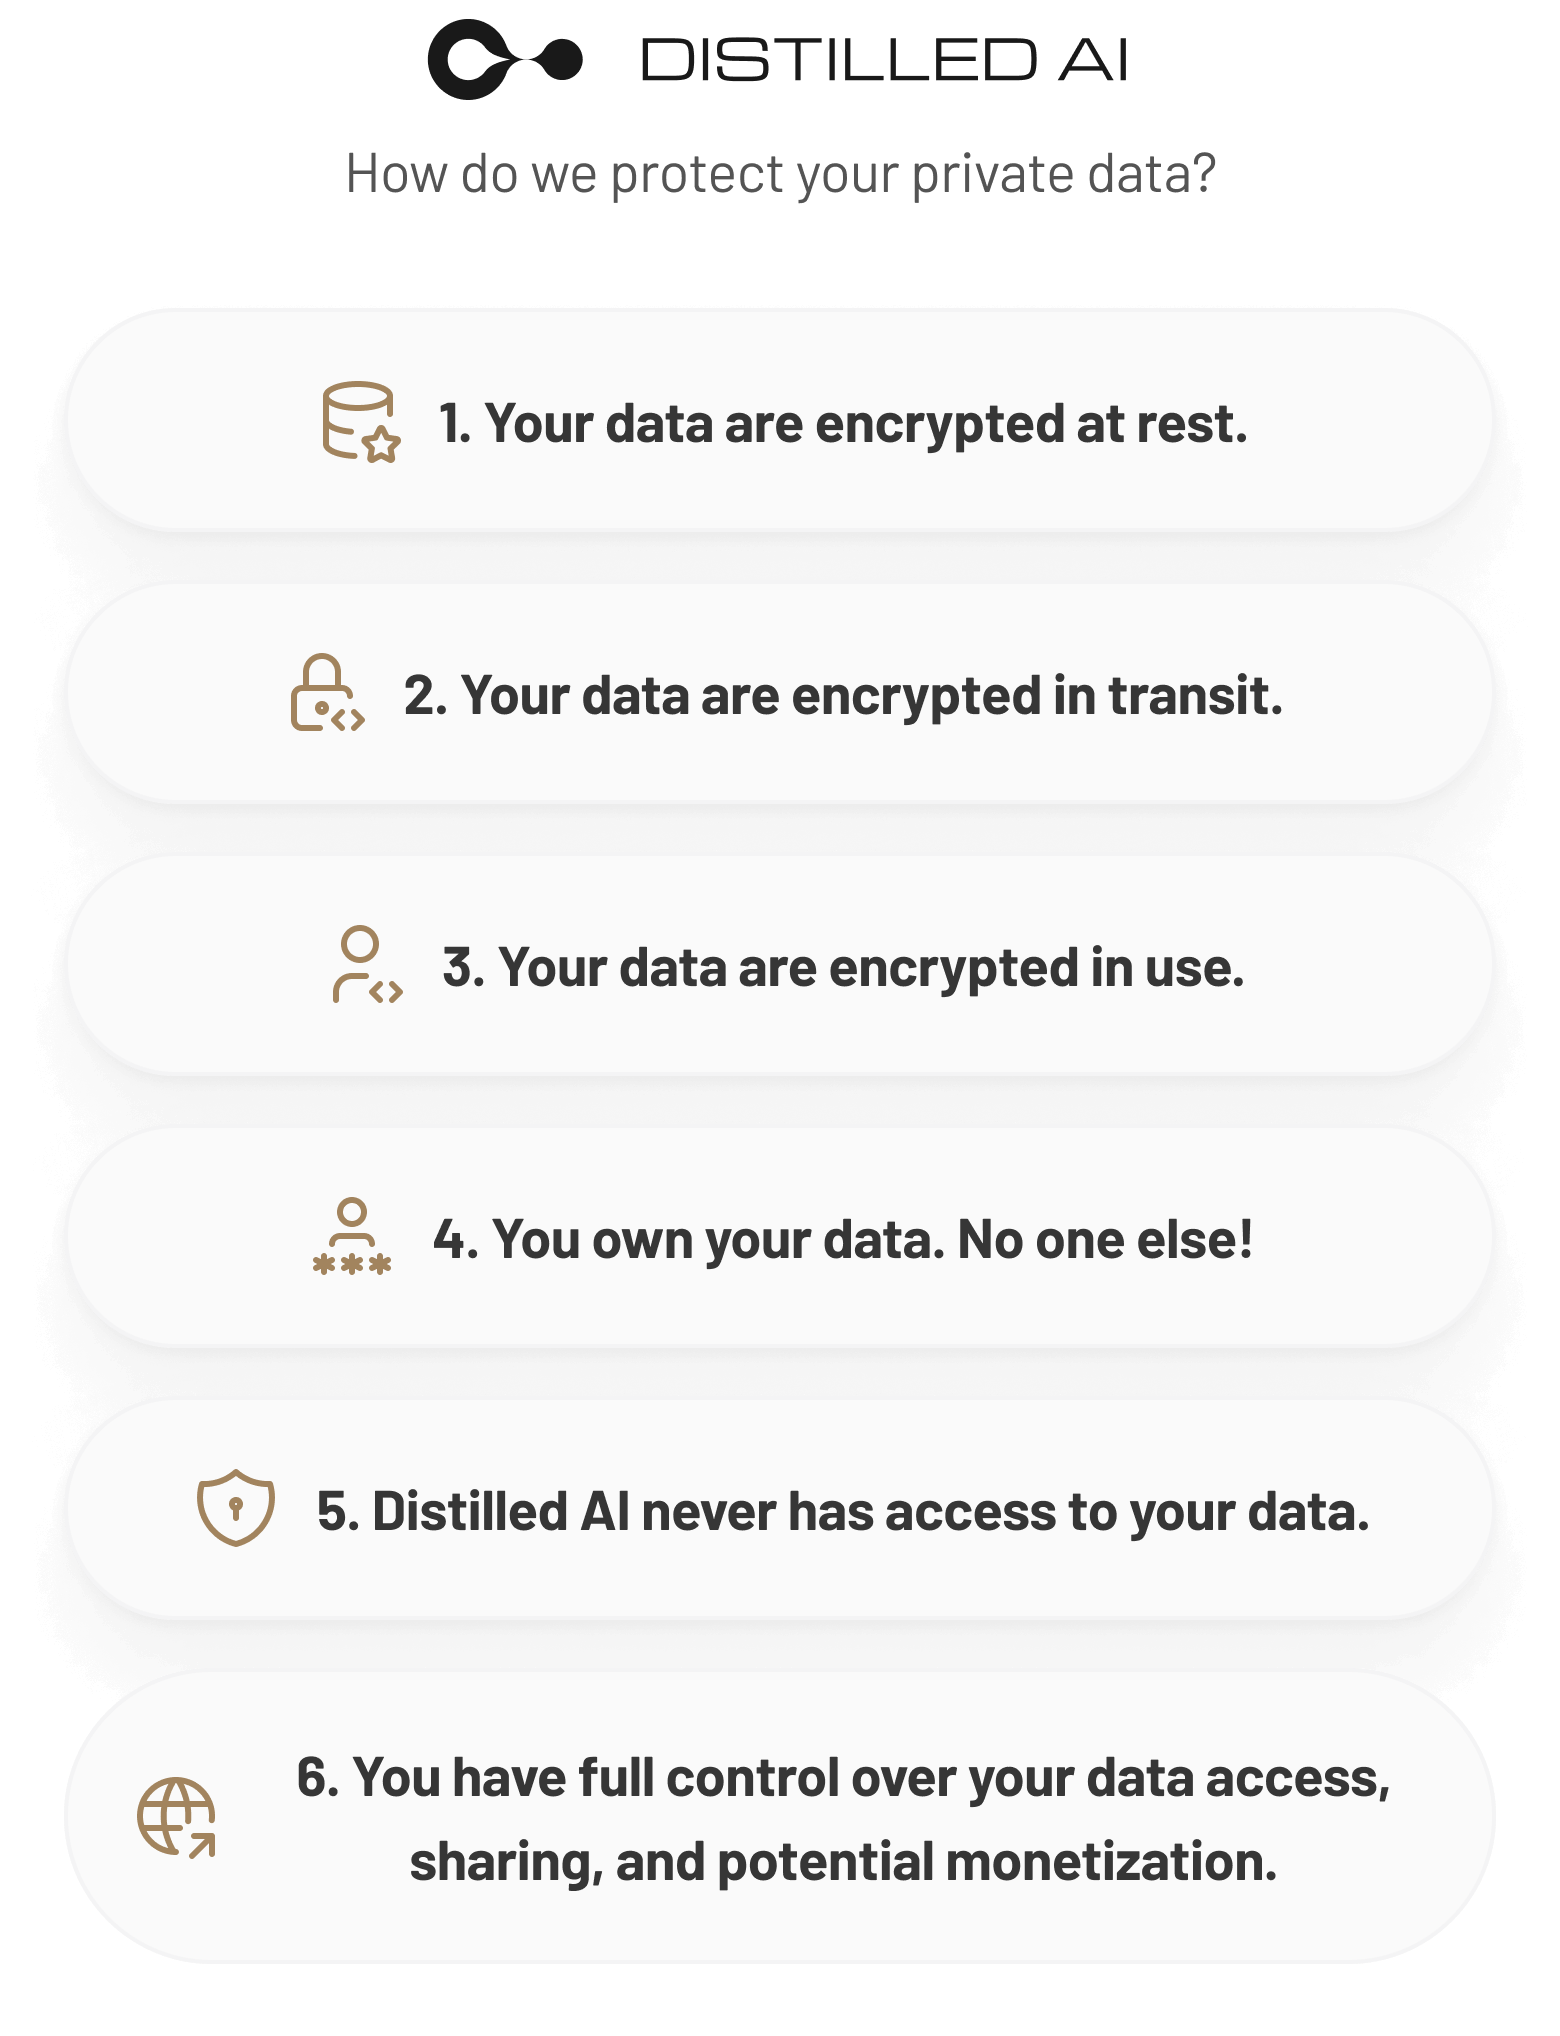 DISTILLED AI
How do we protect your private data?
1. Your data are encrypted at rest.
2. Your data are encrypted in transit.
3. Your data are encrypted in use.
4. You own your data. No one else!
5. Distilled AI never has access to your data.
6. You have full control over your data access,
sharing, and potential monetization.